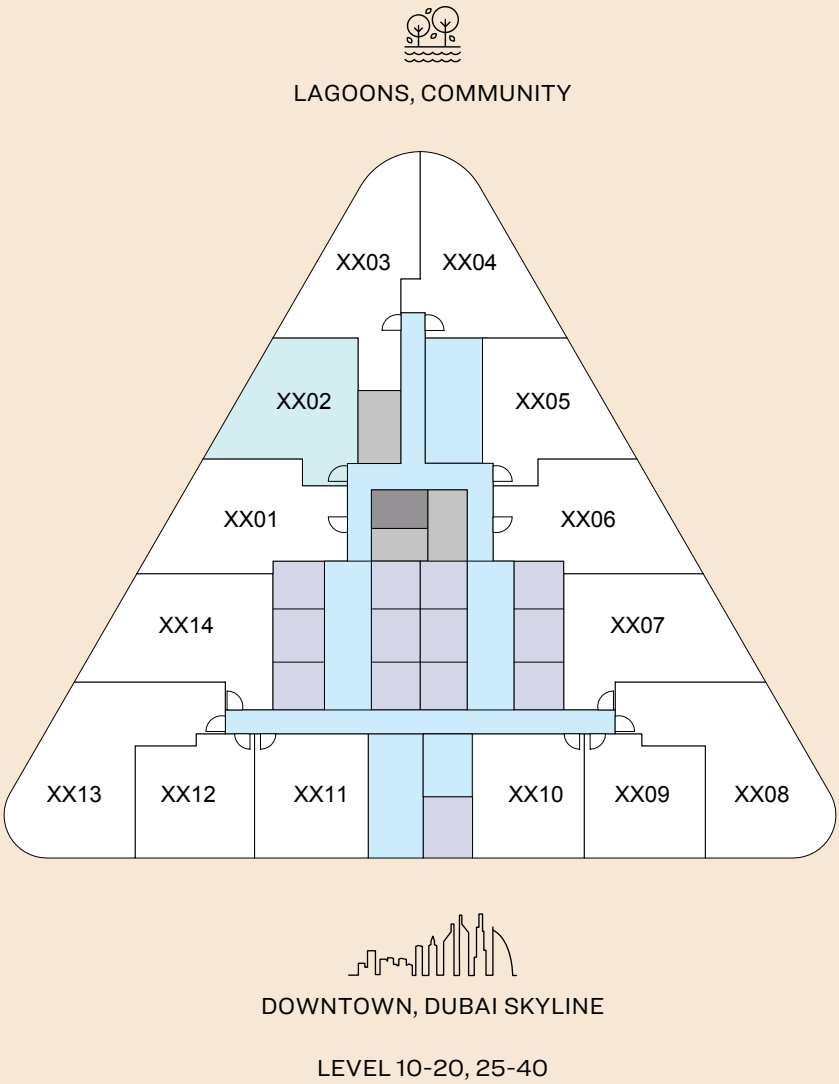 LAGOONS, COMMUNITY
XX03
XX04
XX02
XX05
XX01
XX06
XX14
XX07
XX13
XX12
XX11
XX10
XX09
XX08
DOWNTOWN, DUBAI SKYLINE
LEVEL 10-20, 25-40